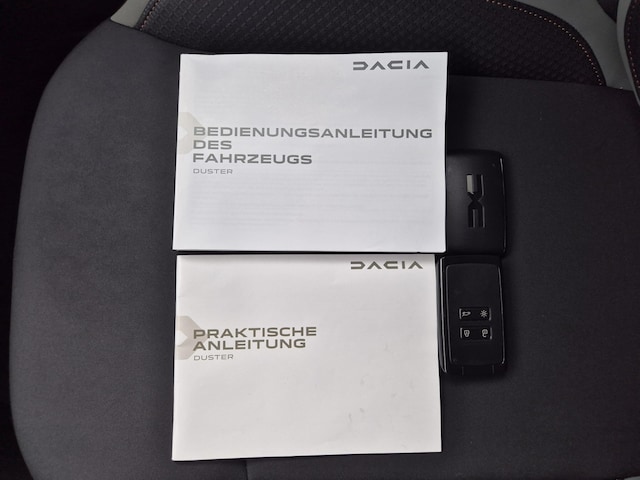 DACIA
BEDIENUNGSANLEITUNG
DES
FAHRZEUGS
DUSTER
DACIA
PRAKTISCHE
ANLEITUNG
DUSTER